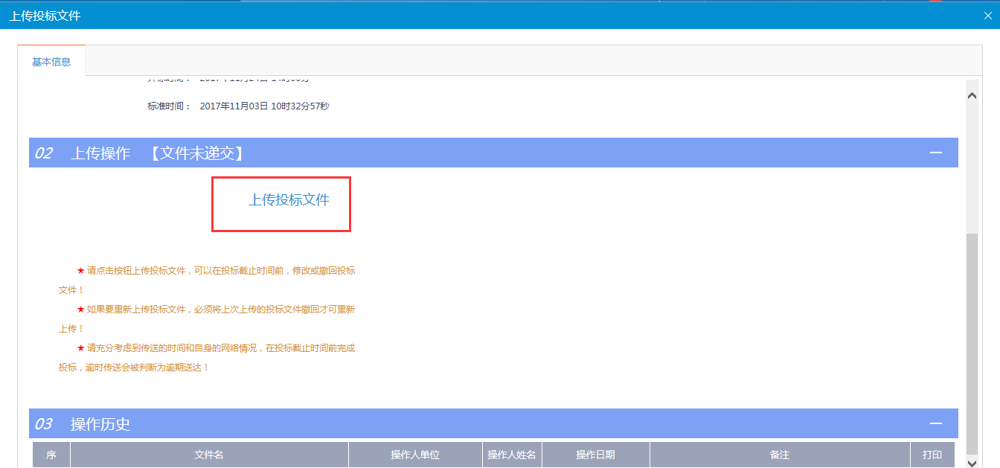 上传投标文件
基本信息
标准时间： 2017年11月03日 10时32分57秒
02 上传操作 【文件未递交】
上传投标文件
★ 请点击按钮上传投标文件，可以在投标截止时间前，修改或撤回投标
文件！
★ 如果要重新上传投标文件，必须将上次上传的投标文件撤回才可重新
上传！
★ 请充分考虑到传送的时间和自身的网络情况，在投标截止时间前完成
投标，逾时传送会被判断为逾期送达！
03 操作历史
序 文件名 操作人单位 操作人姓名 操作日期 备注 打印